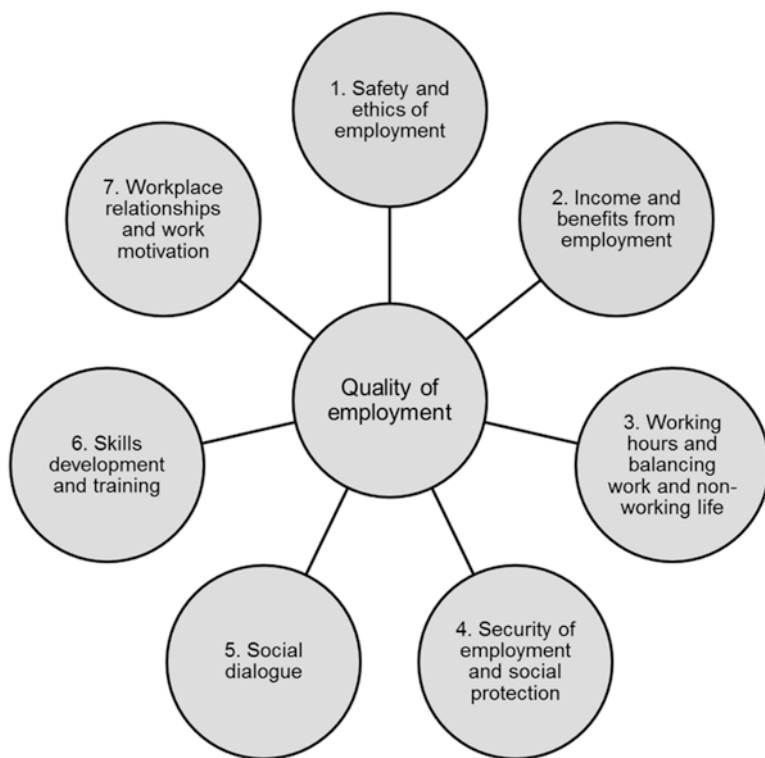 1. Safety and
ethics of
employment
2. Income and
benefits from
employment
3. Working
hours and
balancing
work and non-
working life
4. Security of
employment
and social
protection
5. Social
dialogue
6. Skills
development
and training
7. Workplace
relationships
and work
motivation
Quality of
employment